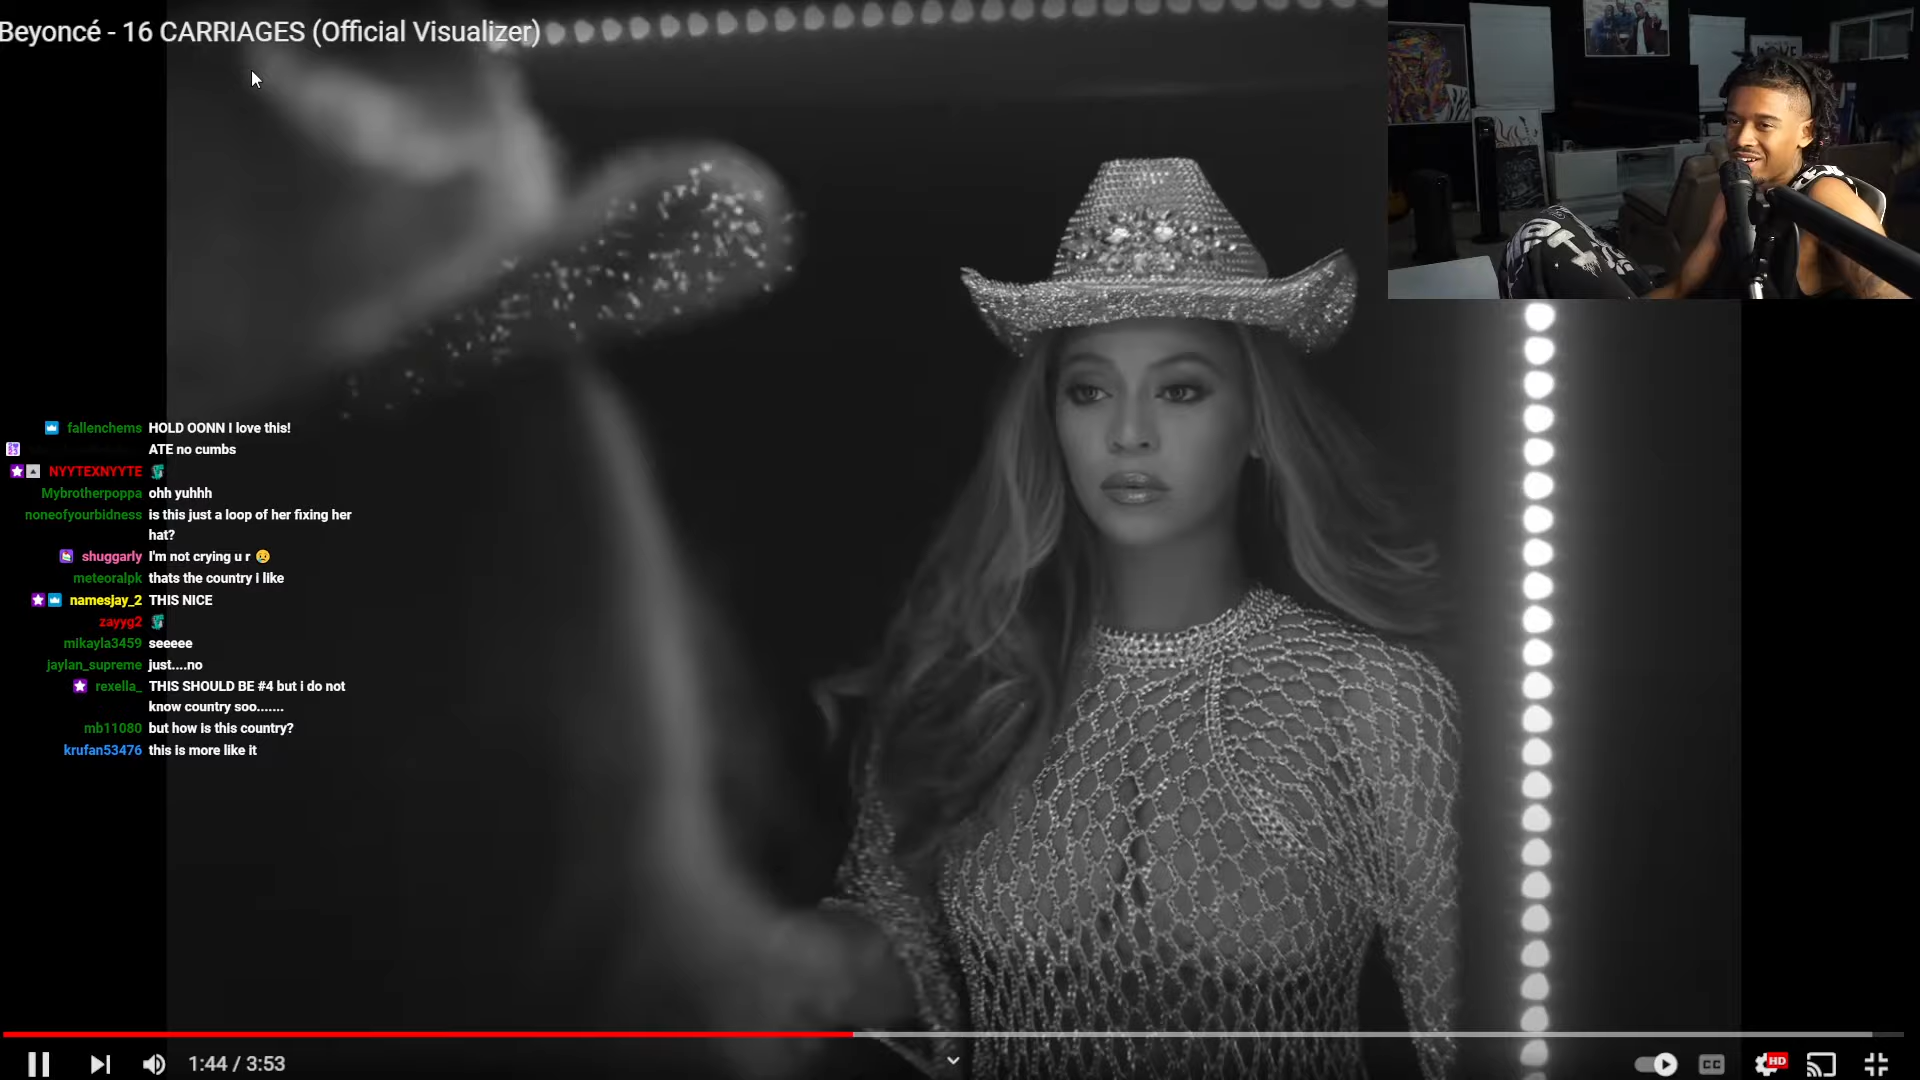 Beyoncé - 16 CARRIAGES (Official Visualizer)
fallenchems HOLD OONN I love this!
ATE no cumbs
NYYTEXNYYTE
Mybrotherpoppa ohh yuhhh
noneofyourbidness is this just a loop of her fixing her
hat?
shuggarly I'm not crying u r 😥
meteoralpk thats the country i like
namesjay_2 THIS NICE
zayyg2
mikayla3459 seeeee
jaylan_supreme just....no
rexella_ THIS SHOULD BE #4 but i do not
know country soo.......
mb11080 but how is this country?
krufan53476 this is more like it
1:44 / 3:53
CC
HD